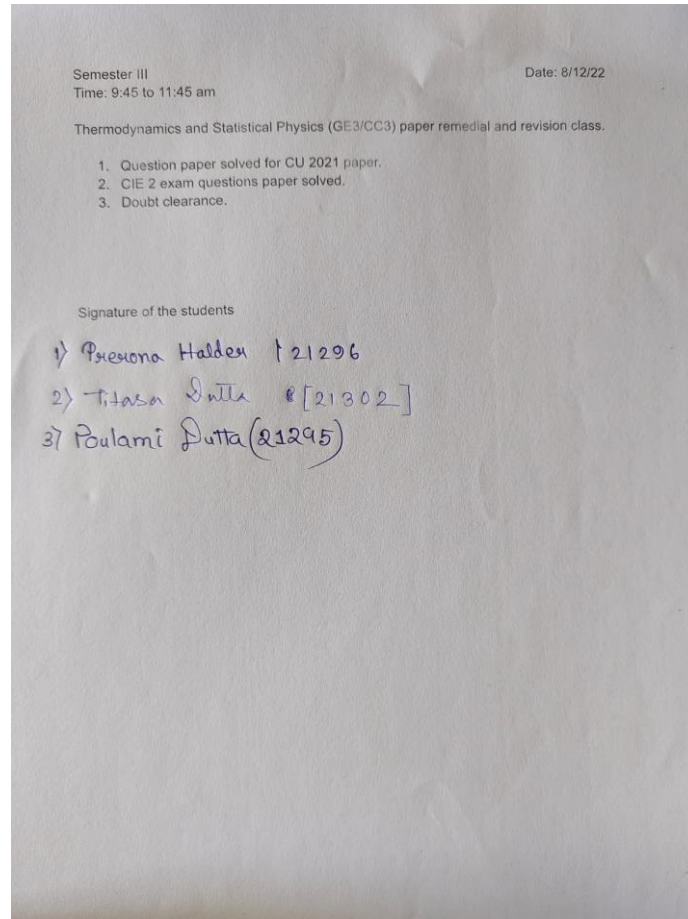 Semester III Date: 8/12/22
Time: 9:45 to 11:45 am
Thermodynamics and Statistical Physics (GE3/CC3) paper remedial and revision class.
1. Question paper solved for CU 2021 paper.
2. CIE 2 exam questions paper solved.
3. Doubt clearance.
Signature of the students
1) Prerona Halder 21296
2) Titasa Dutta [21302]
3) Poulami Dutta (21295)